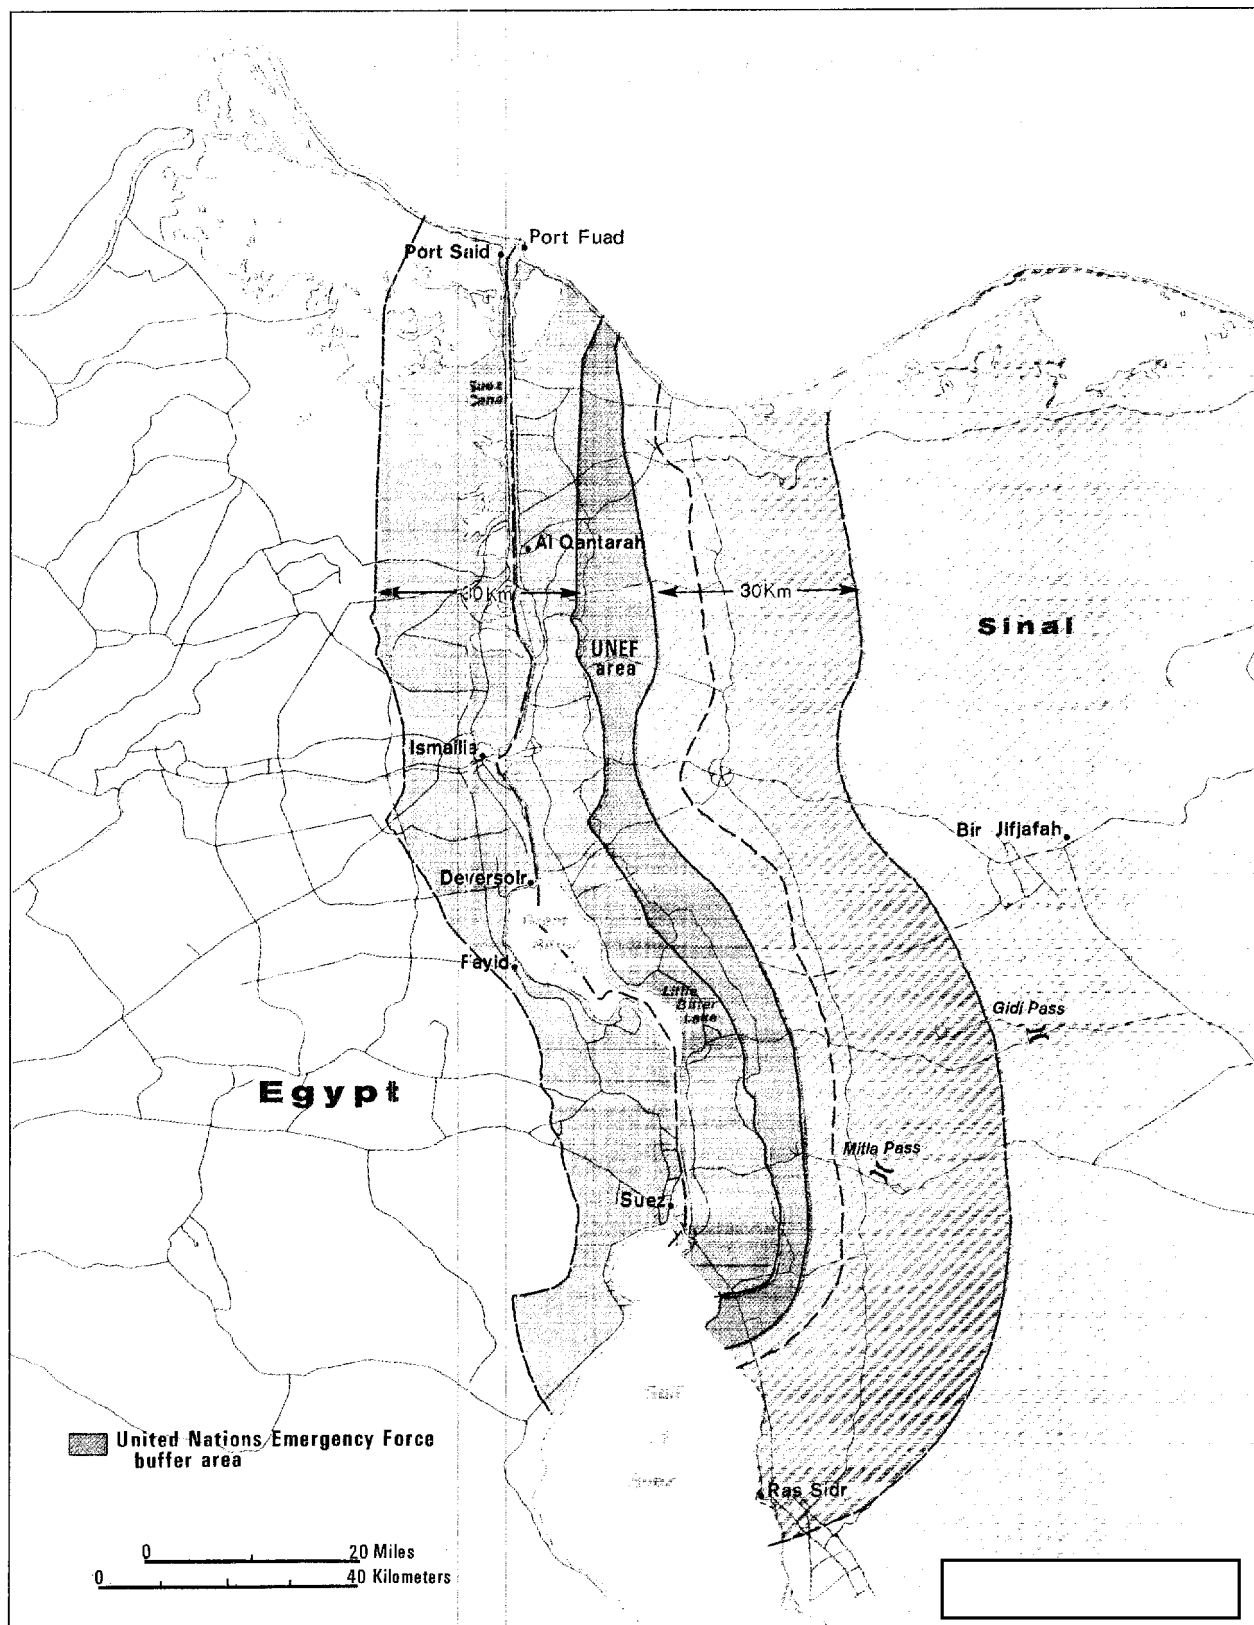 Port Fuad
Port Said
Suez
Canal
Al Qantarah
30Km
30Km
Sinai
UNEF
area
Ismailia
Bir Jifjafah
Deversoir
Fayid
Little
Bitter
Lake
Gidi Pass
Egypt
Mitla Pass
Suez
Gulf
Suez
United Nations Emergency Force
buffer area
Ras Sidr
0 20 Miles
0 40 Kilometers